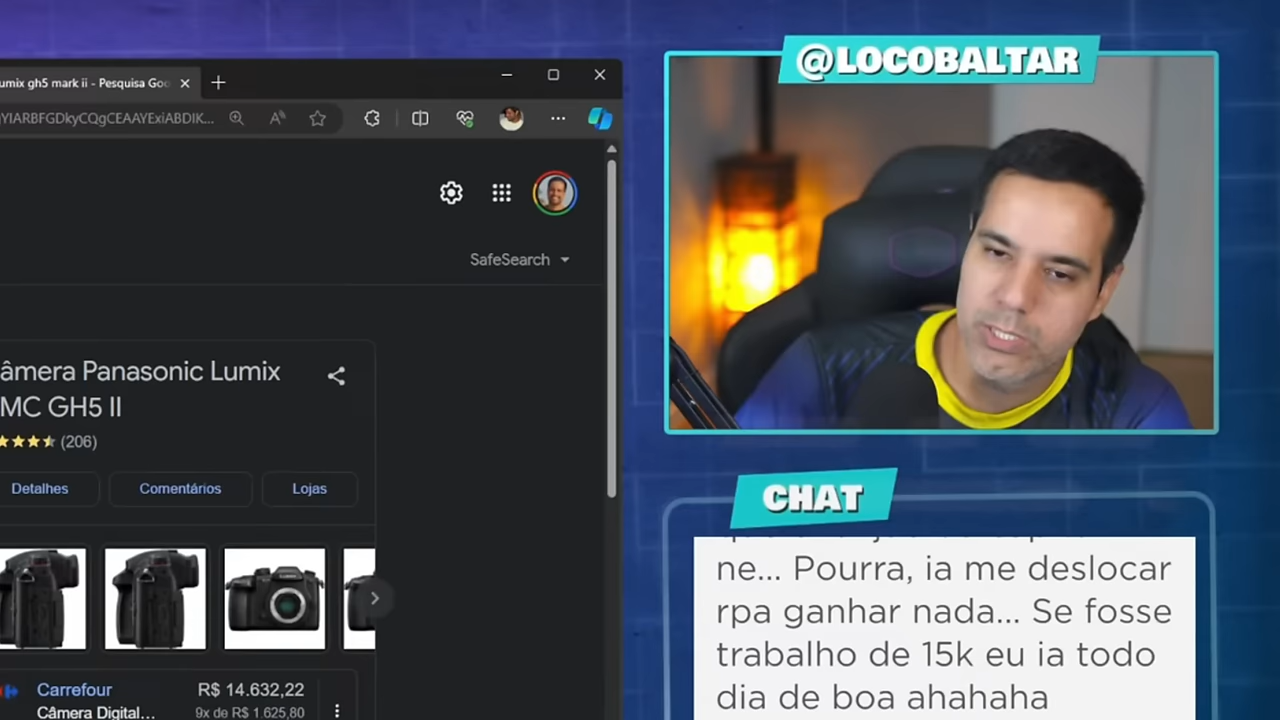 umix gh5 mark ii - Pesquisa Goo
YIARBFGDkyCQgCEAAYExiABDIK...
SafeSearch
âmera Panasonic Lumix
MC GH5 II
(206)
Detalhes
Comentários
Lojas
Carrefour
R$ 14.632,22
Câmera Digital...
9x de R$ 1.625,80
@LOCOBALTAR
CHAT
ne... Pourra, ia me deslocar
rpa ganhar nada... Se fosse
trabalho de 15k eu ia todo
dia de boa ahahaha